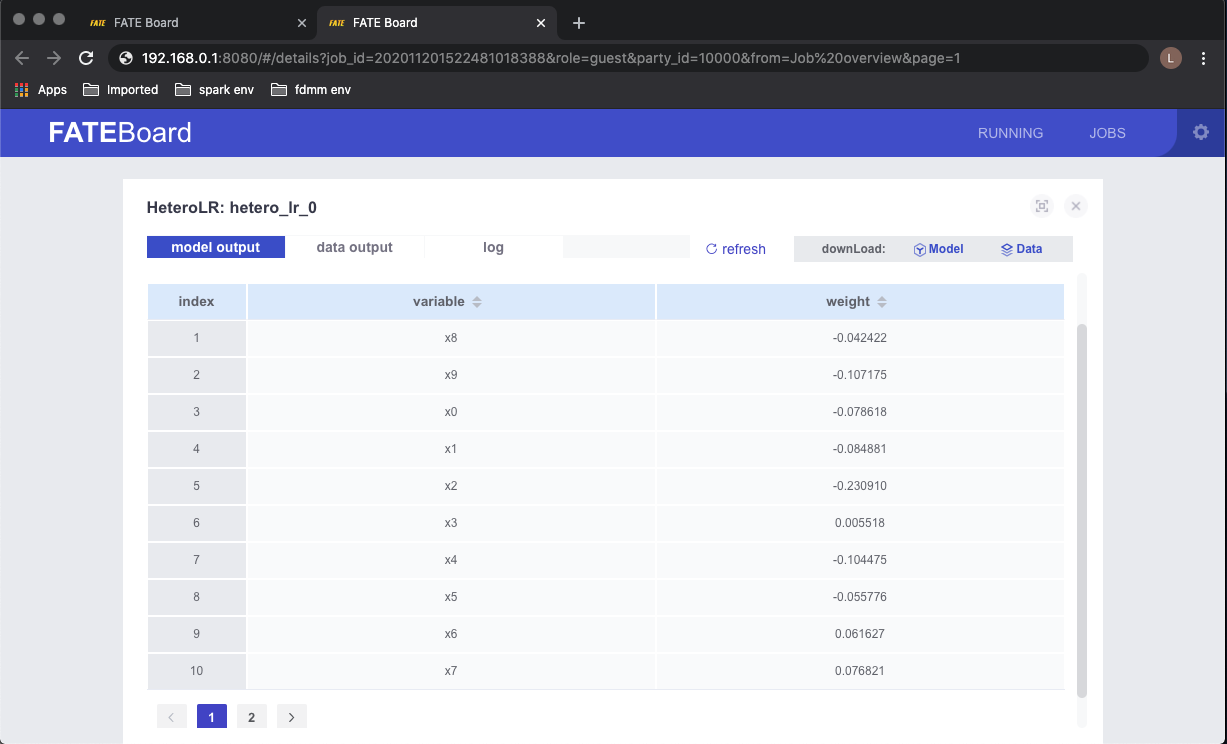 FATE FATE Board FATE FATE Board
192.168.0.1:8080/#/details?job_id=202011201522481018388&role=guest&party_id=10000&from=Job%20overview&page=1 L
Apps Imported spark env fdmm env
FATEBoard RUNNING JOBS
HeteroLR: hetero_lr_0
model output data output log refresh downLoad: Model Data
index variable weight
1 x8 -0.042422
2 x9 -0.107175
3 x0 -0.078618
4 x1 -0.084881
5 x2 -0.230910
6 x3 0.005518
7 x4 -0.104475
8 x5 -0.055776
9 x6 0.061627
10 x7 0.076821
1 2